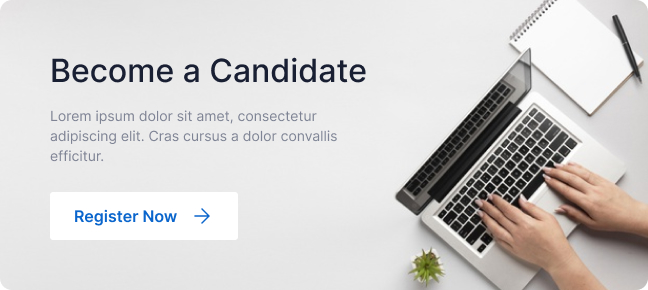 Become a Candidate
Lorem ipsum dolor sit amet, consectetur
adipiscing elit. Cras cursus a dolor convallis
efficitur.
Register Now